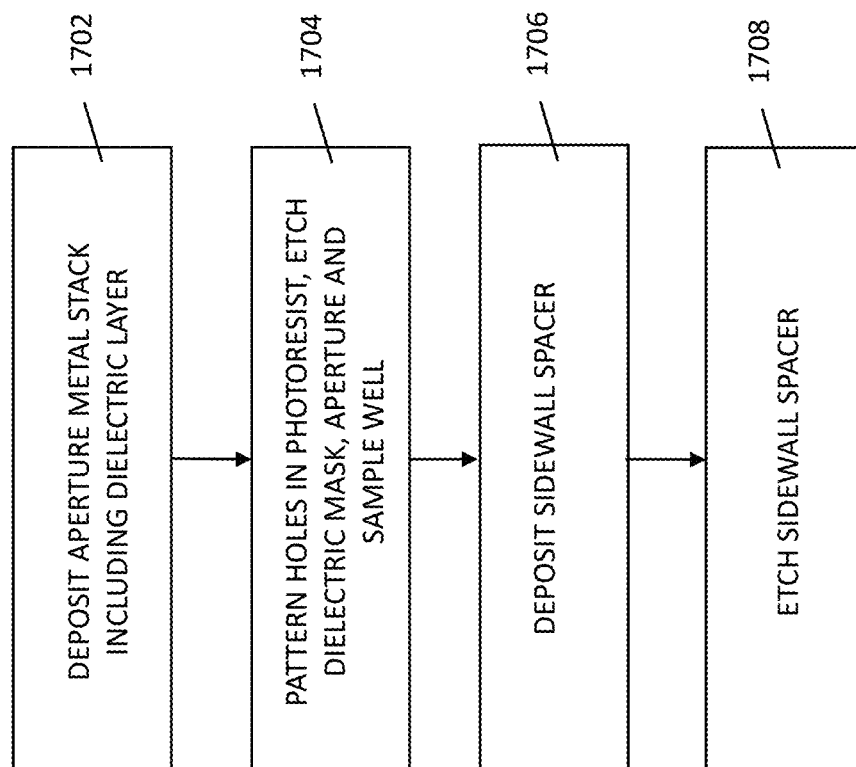 DEPOSIT APERTURE METAL STACK
INCLUDING DIELECTRIC LAYER
1702
PATTERN HOLES IN PHOTORESIST, ETCH
DIELECTRIC MASK, APERTURE AND
SAMPLE WELL
1704
DEPOSIT SIDEWALL SPACER
1706
ETCH SIDEWALL SPACER
1708